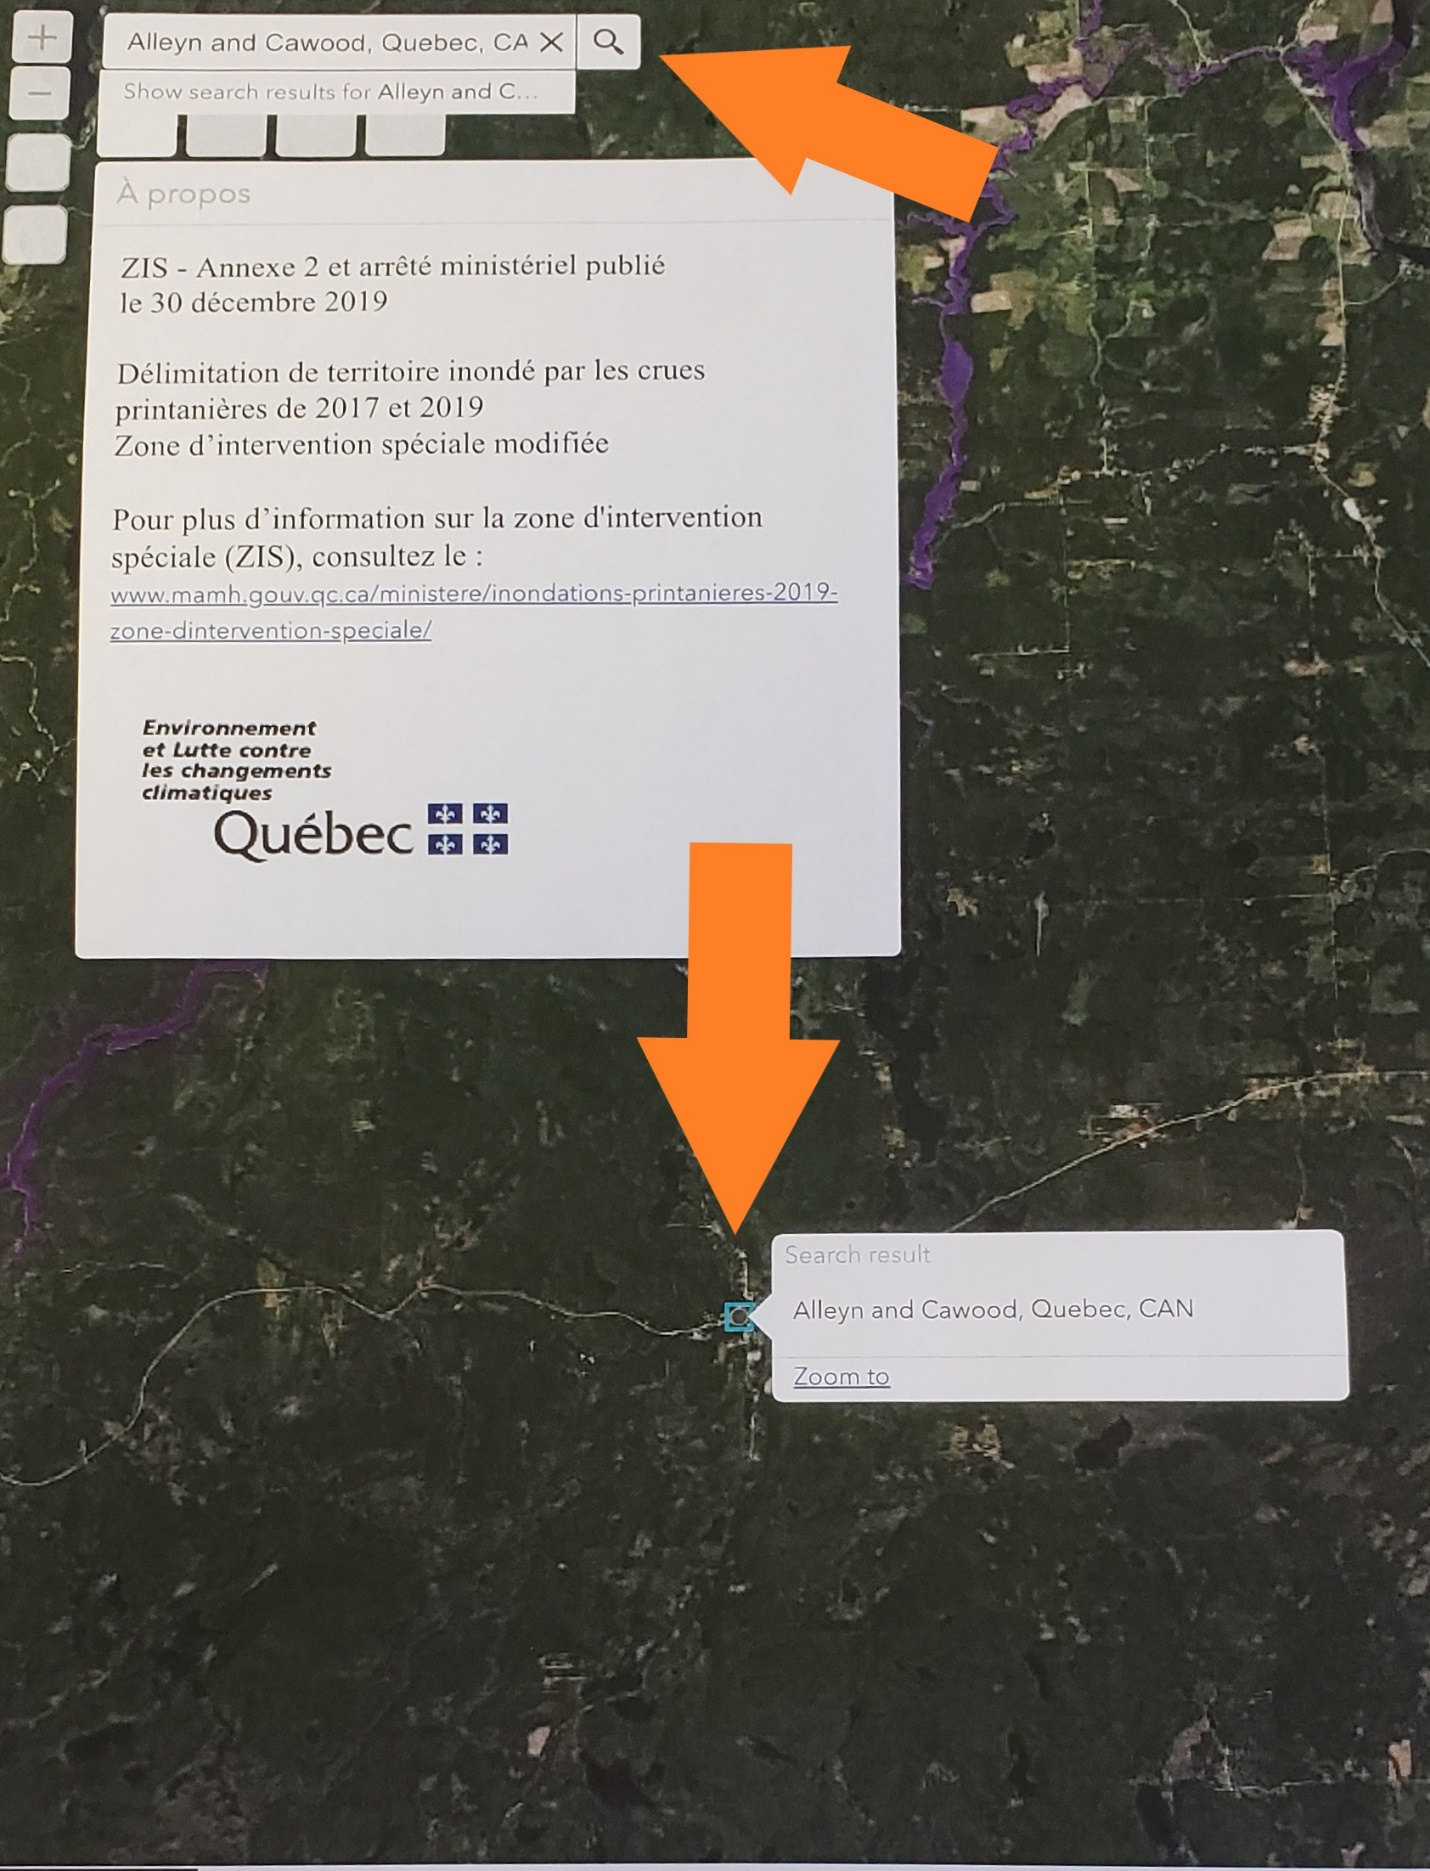 Alleyn and Cawood, Quebec, CA
Show search results for Alleyn and C...
À propos
ZIS - Annexe 2 et arrêté ministériel publié
le 30 décembre 2019
Délimitation de territoire inondé par les crues
printanières de 2017 et 2019
Zone d’intervention spéciale modifiée
Pour plus d’information sur la zone d'intervention
spéciale (ZIS), consultez le :
www.mamh.gouv.qc.ca/ministere/inondations-printanieres-2019-
zone-dintervention-speciale/
Environnement
et Lutte contre
les changements
climatiques
Québec
Search result
Alleyn and Cawood, Quebec, CAN
Zoom to